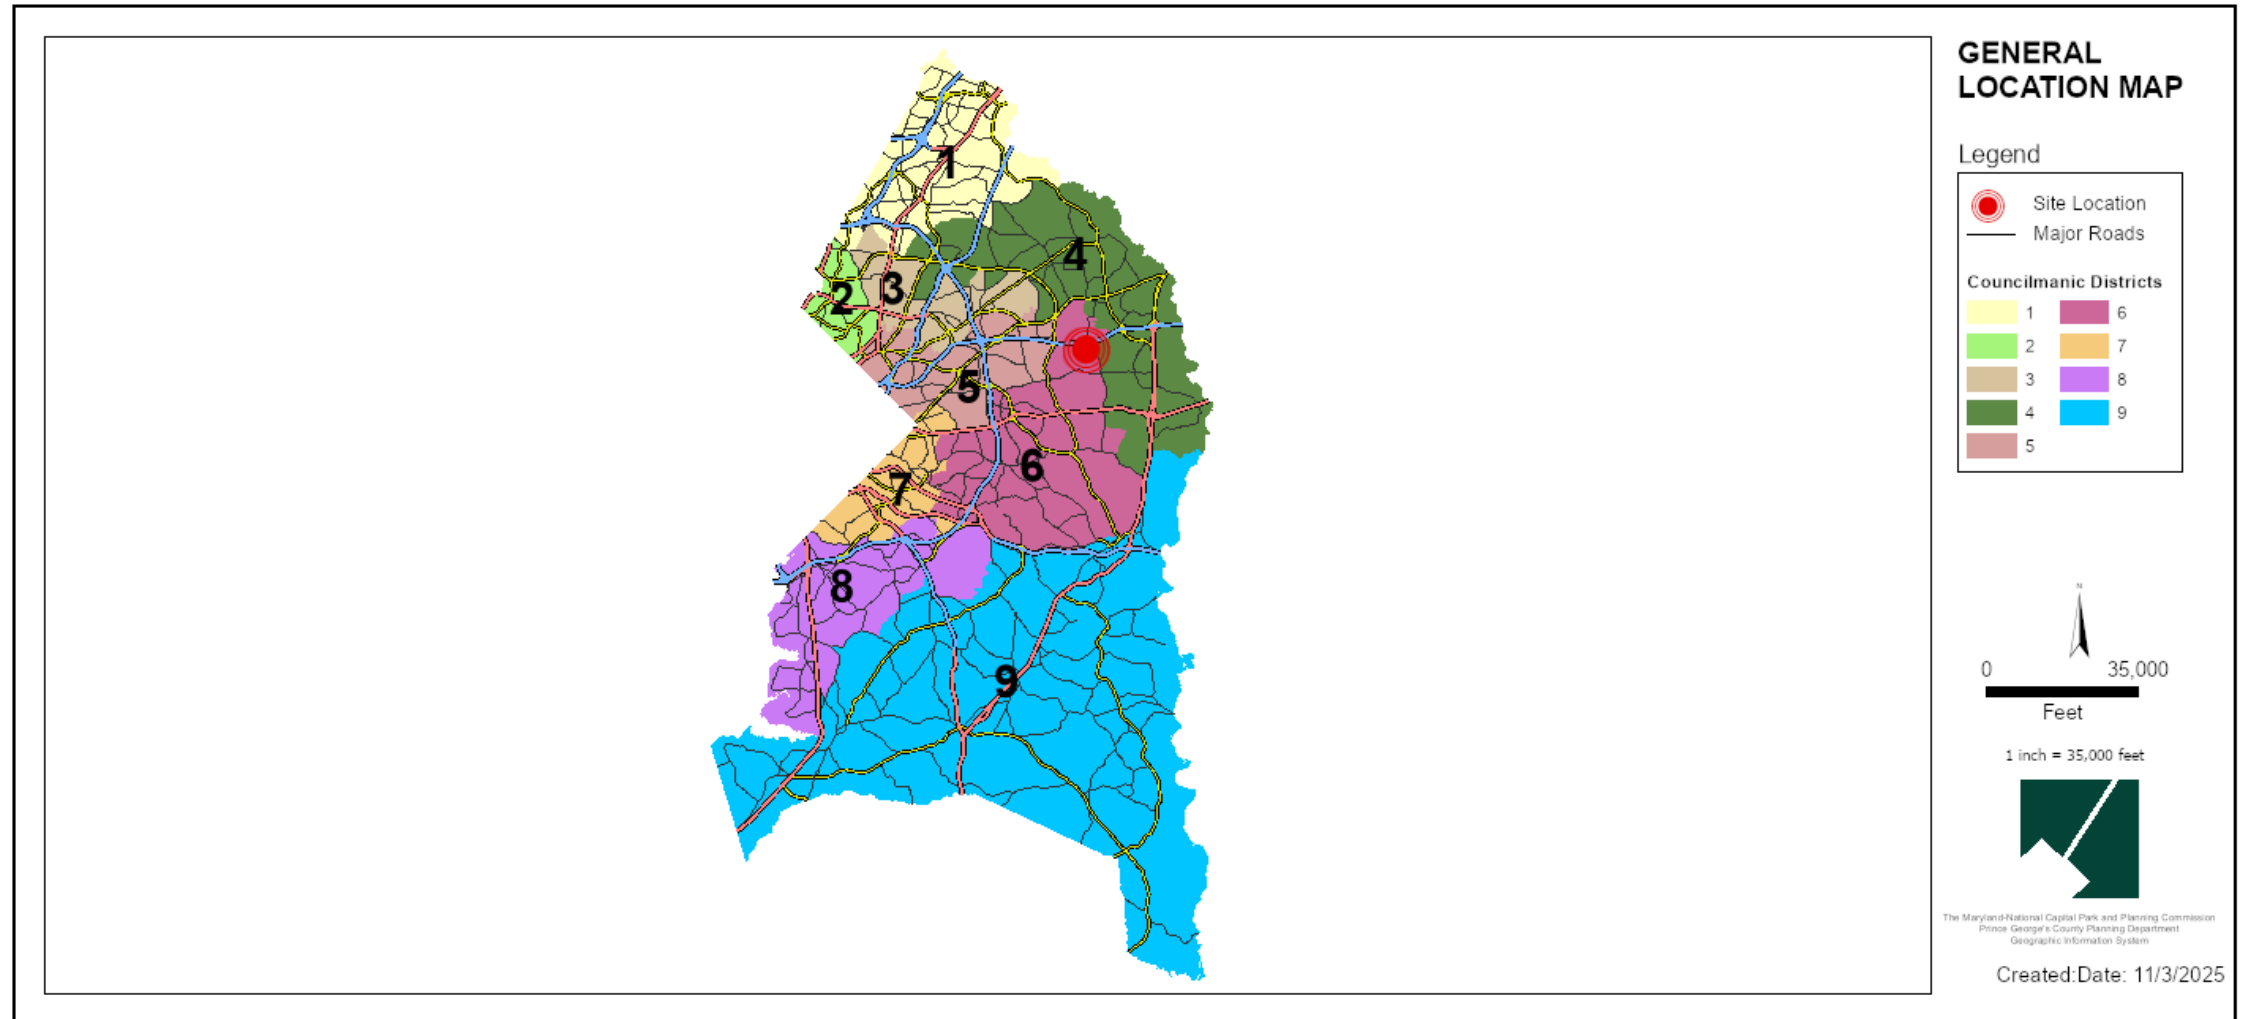 GENERAL
LOCATION MAP
Legend
Site Location
Major Roads
Councilmanic Districts
1 6
2 7
3 8
4 9
5
1
4
3
2
5
6
7
8
9
N
0 35,000
Feet
1 inch = 35,000 feet
The Maryland-National Capital Park and Planning Commission
Prince George's County Planning Department
Geographic Information System
Created:Date: 11/3/2025